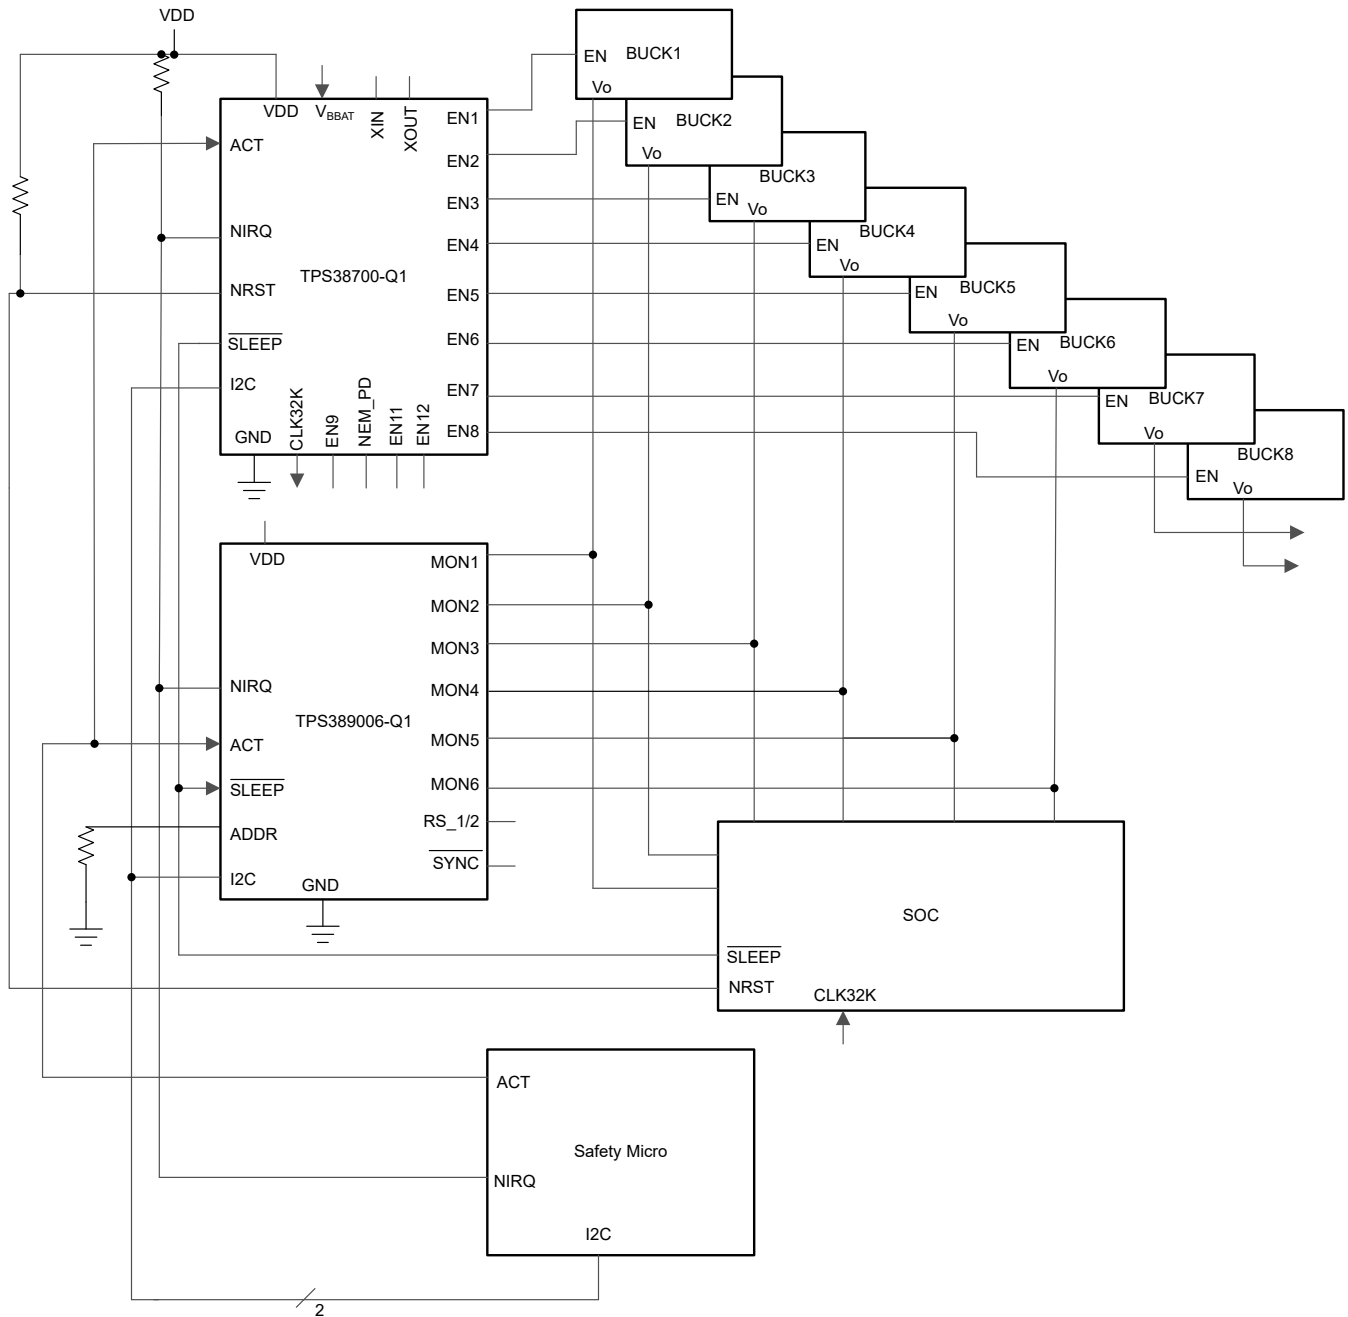 VDD
VDD
VBBAT
XIN
XOUT
ACT
NIRQ
NRST
SLEEP
I2C
GND
TPS38700-Q1
EN1
EN2
EN3
EN4
EN5
EN6
EN7
EN8
CLK32K
EN9
NEM_PD
EN11
EN12
EN
BUCK1
Vo
EN
BUCK2
Vo
EN
BUCK3
Vo
EN
BUCK4
Vo
EN
BUCK5
Vo
EN
BUCK6
Vo
EN
BUCK7
Vo
EN
BUCK8
Vo
VDD
NIRQ
ACT
SLEEP
ADDR
I2C
GND
TPS389006-Q1
MON1
MON2
MON3
MON4
MON5
MON6
RS_1/2
SYNC
SOC
SLEEP
NRST
CLK32K
ACT
Safety Micro
NIRQ
I2C
2